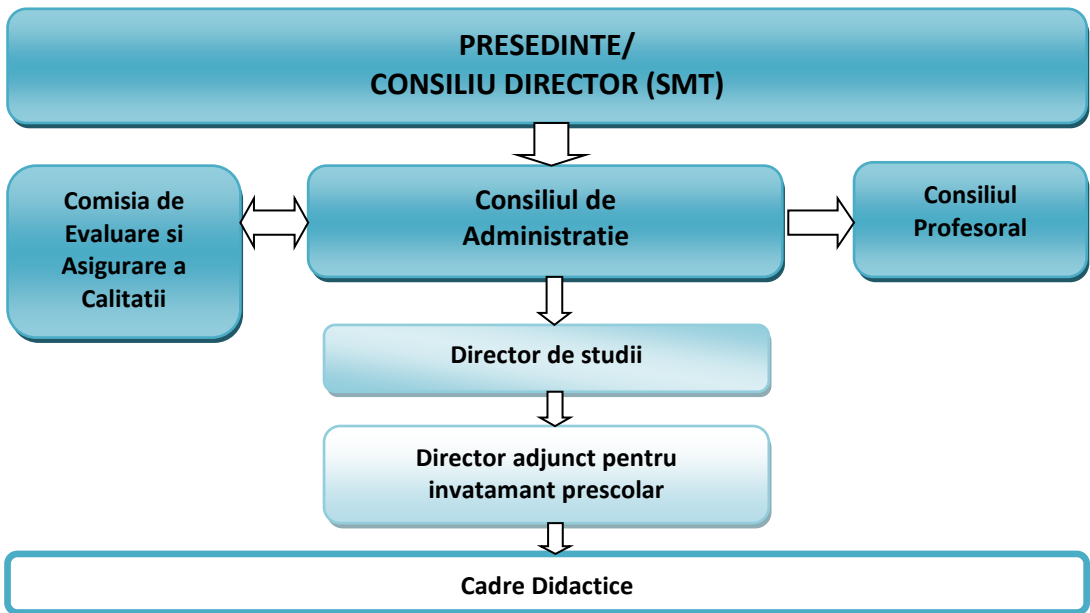 PRESEDINTE/
CONSILIU DIRECTOR (SMT)
Comisia de
Evaluare si
Asigurare a
Calitatii
Consiliul de
Administratie
Consiliul
Profesoral
Director de studii
Director adjunct pentru
invatamant prescolar
Cadre Didactice